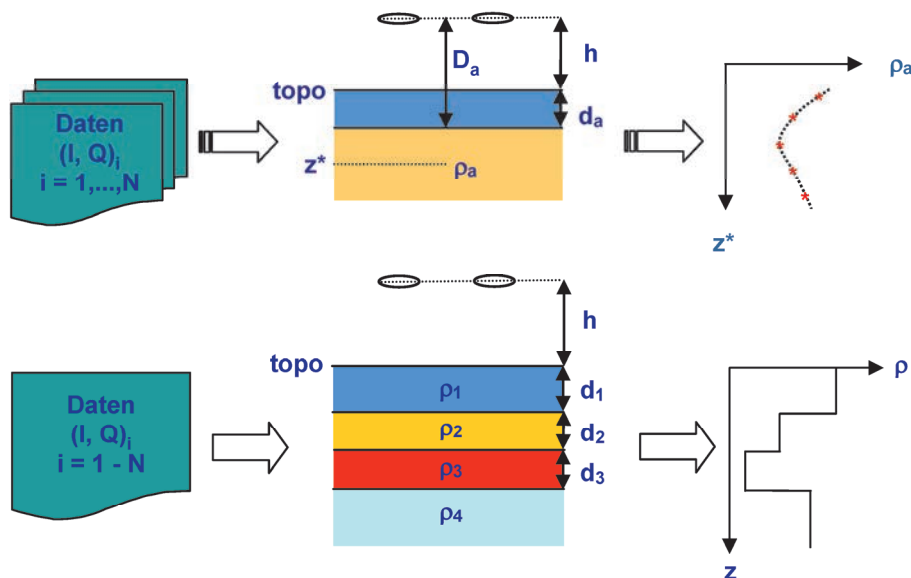 Daten
(I, Q)i
i = 1,...,N
topo
Da
h
da
z*
ρa
ρa
z*
Daten
(I, Q)i
i = 1 - N
topo
h
ρ1
d1
ρ2
d2
ρ3
d3
ρ4
ρ
z